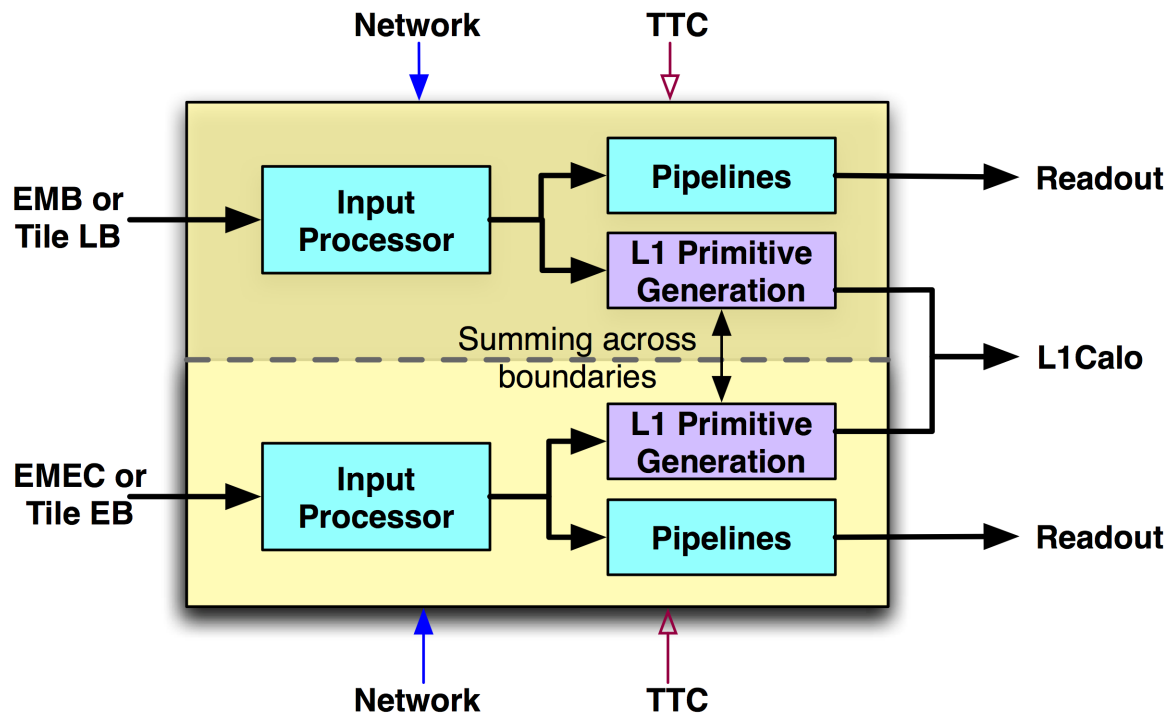 Network
TTC
EMB or
Tile LB
Input
Processor
Pipelines
Readout
L1 Primitive
Generation
Summing across
boundaries
L1Calo
L1 Primitive
Generation
EMEC or
Tile EB
Input
Processor
Pipelines
Readout
Network
TTC